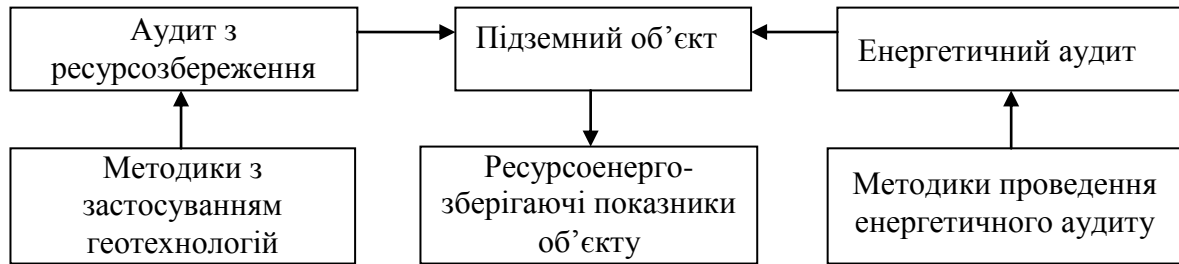 Аудит з
ресурсозбереження
Підземний об’єкт
Енергетичний аудит
Методики з
застосуванням
геотехнологій
Ресурсоенерго-
зберігаючі показники
об’єкту
Методики проведення
енергетичного аудиту